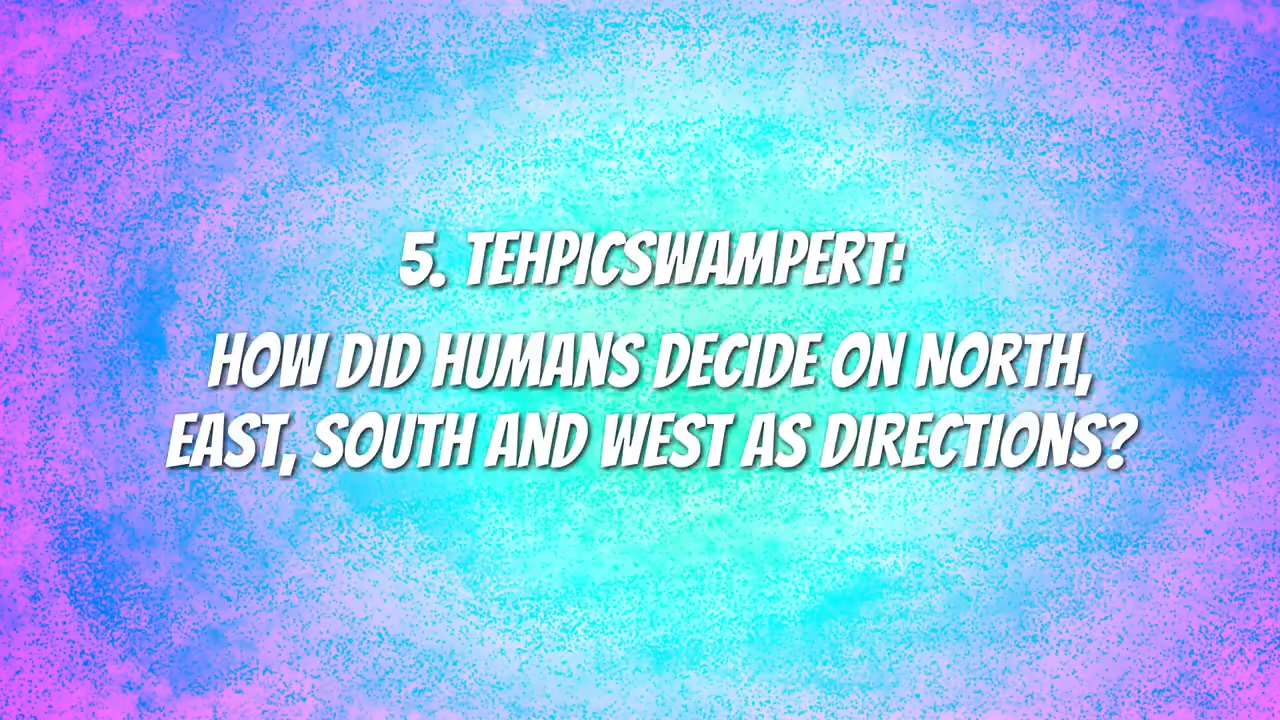 5. TEHPICSWAMPERT:
HOW DID HUMANS DECIDE ON NORTH,
EAST, SOUTH AND WEST AS DIRECTIONS?